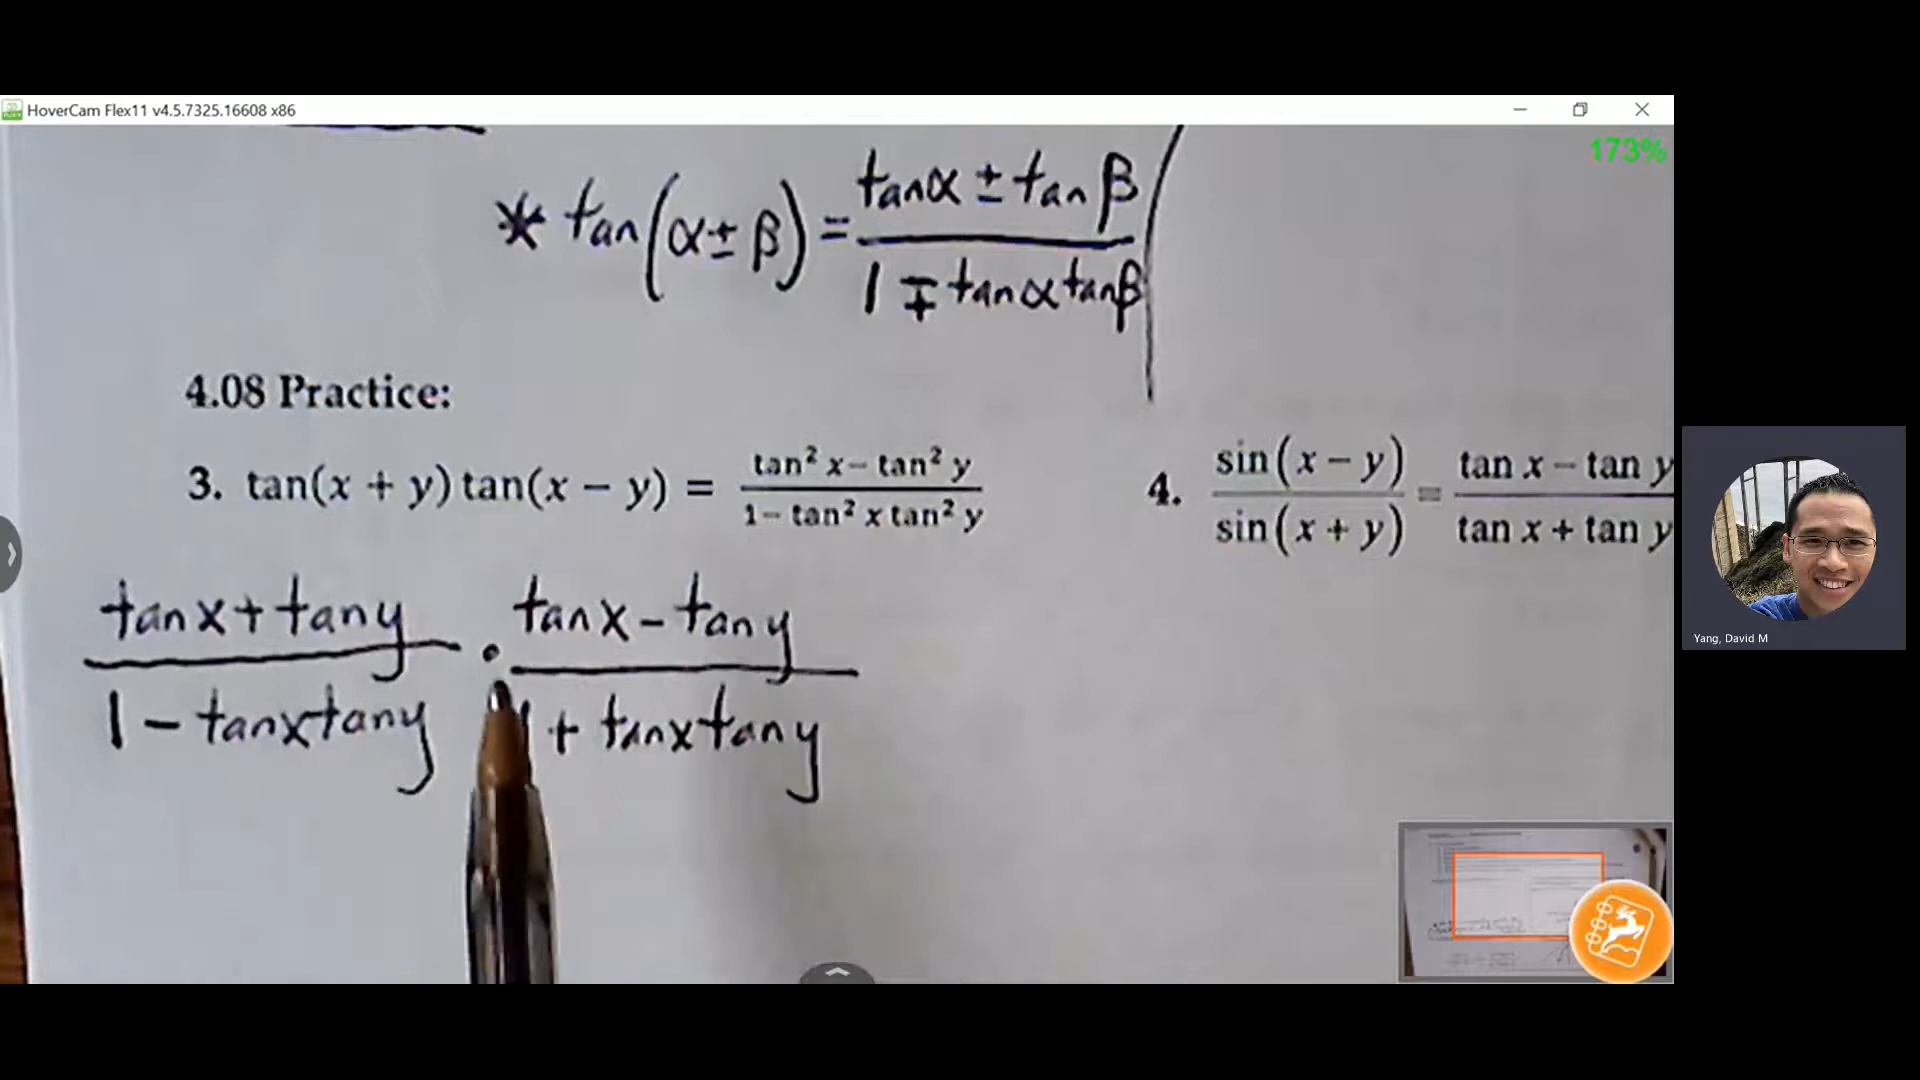 HoverCam Flex11 v4.5.7325.16608 x86
173%
* tan(α ± β) = (tanα ± tanβ)/(1 ∓ tanα tanβ)
4.08 Practice:
3. tan(x + y) tan(x − y) = (tan² x − tan² y)/(1 − tan² x tan² y)
4. sin(x − y)/sin(x + y) = (tan x − tan y)/(tan x + tan y)
(tanx + tany)/(1 − tanxtany) · (tanx − tany)/(1 + tanxtany)
Yang, David M